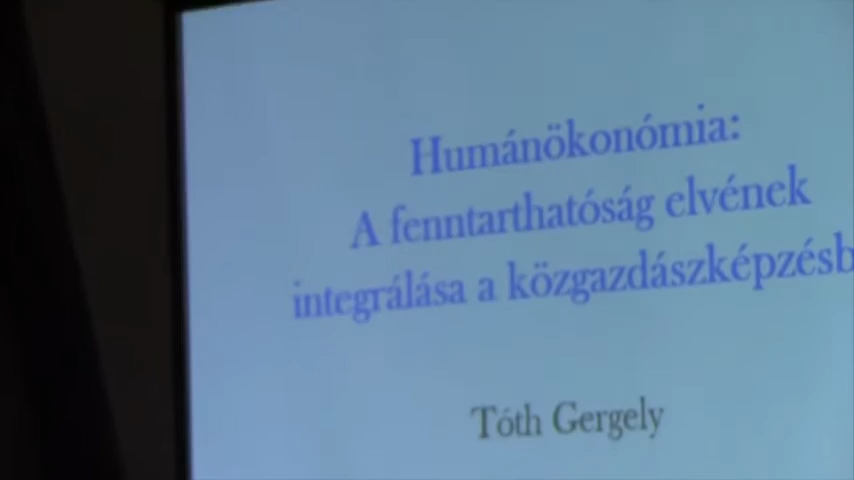 Humánökonómia:
A fenntarthatóság elvének
integrálása a közgazdászképzésb
Tóth Gergely